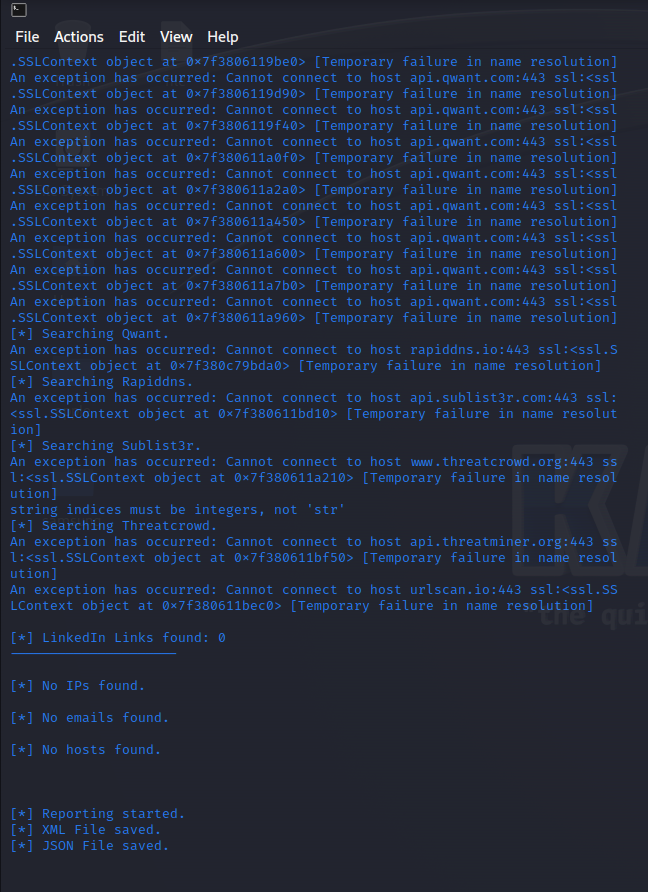 File Actions Edit View Help
.SSLContext object at 0×7f3806119be0> [Temporary failure in name resolution]
An exception has occurred: Cannot connect to host api.qwant.com:443 ssl:<ssl
.SSLContext object at 0×7f3806119d90> [Temporary failure in name resolution]
An exception has occurred: Cannot connect to host api.qwant.com:443 ssl:<ssl
.SSLContext object at 0×7f3806119f40> [Temporary failure in name resolution]
An exception has occurred: Cannot connect to host api.qwant.com:443 ssl:<ssl
.SSLContext object at 0×7f380611a0f0> [Temporary failure in name resolution]
An exception has occurred: Cannot connect to host api.qwant.com:443 ssl:<ssl
.SSLContext object at 0×7f380611a2a0> [Temporary failure in name resolution]
An exception has occurred: Cannot connect to host api.qwant.com:443 ssl:<ssl
.SSLContext object at 0×7f380611a450> [Temporary failure in name resolution]
An exception has occurred: Cannot connect to host api.qwant.com:443 ssl:<ssl
.SSLContext object at 0×7f380611a600> [Temporary failure in name resolution]
An exception has occurred: Cannot connect to host api.qwant.com:443 ssl:<ssl
.SSLContext object at 0×7f380611a7b0> [Temporary failure in name resolution]
An exception has occurred: Cannot connect to host api.qwant.com:443 ssl:<ssl
.SSLContext object at 0×7f380611a960> [Temporary failure in name resolution]
[*] Searching Qwant.
An exception has occurred: Cannot connect to host rapiddns.io:443 ssl:<ssl.S
SLContext object at 0×7f380c79bda0> [Temporary failure in name resolution]
[*] Searching Rapiddns.
An exception has occurred: Cannot connect to host api.sublist3r.com:443 ssl:
<ssl.SSLContext object at 0×7f380611bd10> [Temporary failure in name resolut
ion]
[*] Searching Sublist3r.
An exception has occurred: Cannot connect to host www.threatcrowd.org:443 ss
l:<ssl.SSLContext object at 0×7f380611a210> [Temporary failure in name resol
ution]
string indices must be integers, not 'str'
[*] Searching Threatcrowd.
An exception has occurred: Cannot connect to host api.threatminer.org:443 ss
l:<ssl.SSLContext object at 0×7f380611bf50> [Temporary failure in name resol
ution]
An exception has occurred: Cannot connect to host urlscan.io:443 ssl:<ssl.SS
LContext object at 0×7f380611bec0> [Temporary failure in name resolution]
[*] LinkedIn Links found: 0
---------------------
[*] No IPs found.
[*] No emails found.
[*] No hosts found.
[*] Reporting started.
[*] XML File saved.
[*] JSON File saved.
KA
"the qui